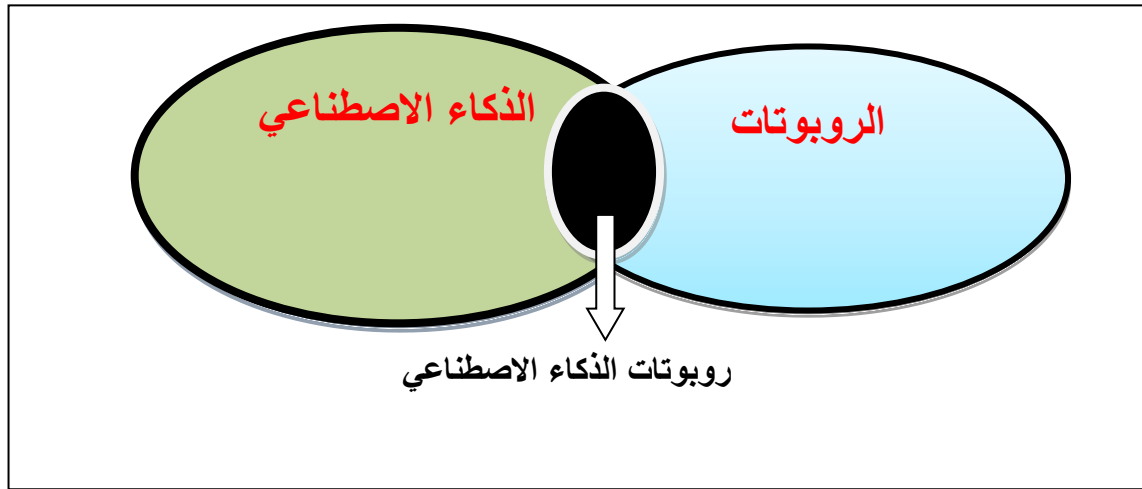 الذكاء الاصطناعي
الروبوتات
روبوتات الذكاء الاصطناعي